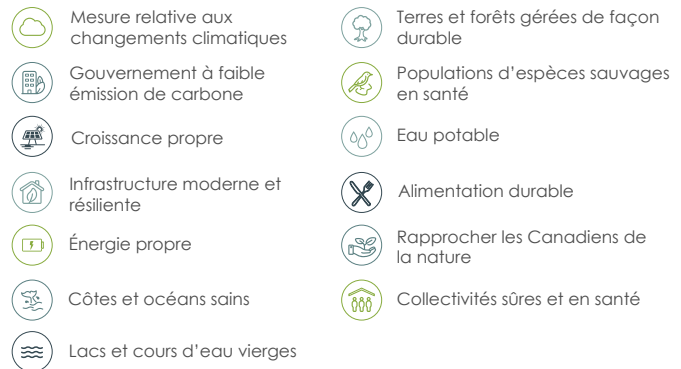 Mesure relative aux
changements climatiques
Gouvernement à faible
émission de carbone
Croissance propre
Infrastructure moderne et
résiliente
Énergie propre
Côtes et océans sains
Lacs et cours d'eau vierges
Terres et forêts gérées de façon
durable
Populations d'espèces sauvages
en santé
Eau potable
Alimentation durable
Rapprocher les Canadiens de
la nature
Collectivités sûres et en santé